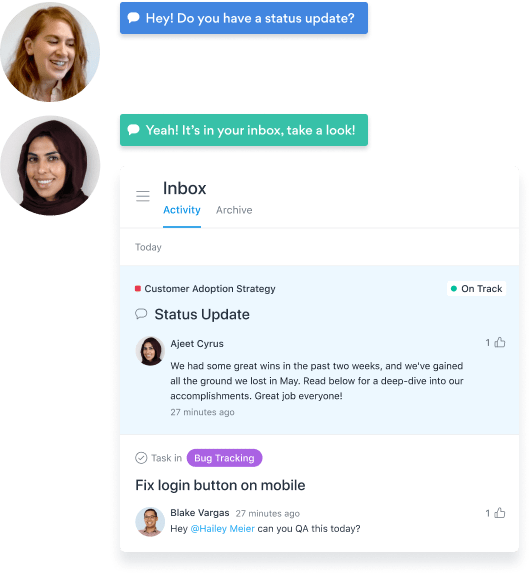 Hey! Do you have a status update?
Yeah! It's in your inbox, take a look!
Inbox
Activity Archive
Today
Customer Adoption Strategy On Track
Status Update
Ajeet Cyrus 1
We had some great wins in the past two weeks, and we've gained
all the ground we lost in May. Read below for a deep-dive into our
accomplishments. Great job everyone!
27 minutes ago
Task in Bug Tracking
Fix login button on mobile
Blake Vargas 27 minutes ago 1
Hey @Hailey Meier can you QA this today?